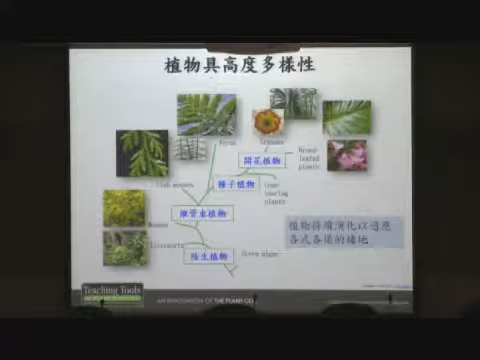 植物具高度多樣性
Ferns
Grasses
Broad-
leafed
plants
開花植物
Club-mosses
種子植物
Cone-
bearing
plants
維管束植物
Mosses
植物持續演化以適應
各式各樣的棲地
Liverworts
陸生植物
Green algae
Teaching Tools
AN INNOVATION OF THE PLANT CELL